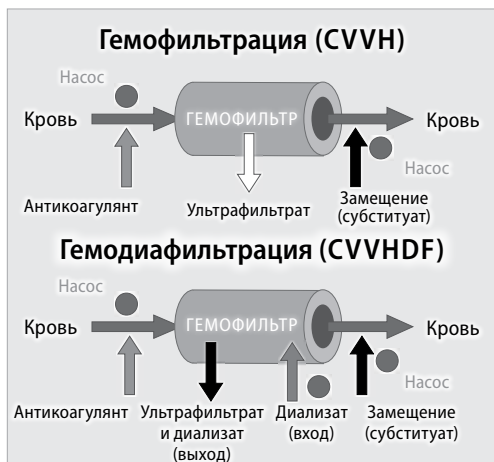 Гемофильтрация (CVVH)
Насос
Кровь
ГЕМОФИЛЬТР
Кровь
Насос
Антикоагулянт
Ультрафильтрат
Замещение
(субституат)
Гемодиафильтрация (CVVHDF)
Насос
Кровь
ГЕМОФИЛЬТР
Кровь
Насос
Антикоагулянт
Ультрафильтрат
и диализат
(выход)
Диализат
(вход)
Замещение
(субституат)